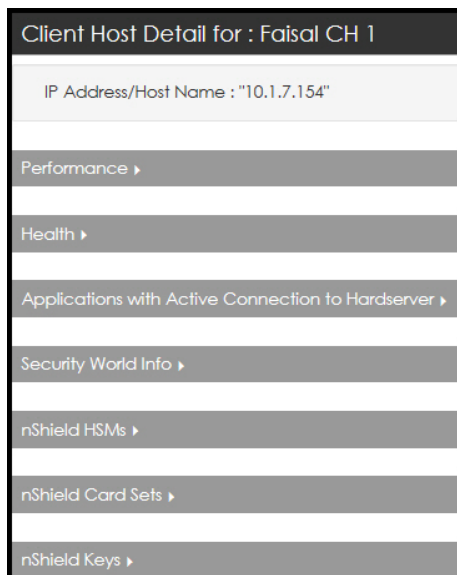 Client Host Detail for : Faisal CH 1
IP Address/Host Name : "10.1.7.154"
Performance
Health
Applications with Active Connection to Hardserver
Security World Info
nShield HSMs
nShield Card Sets
nShield Keys